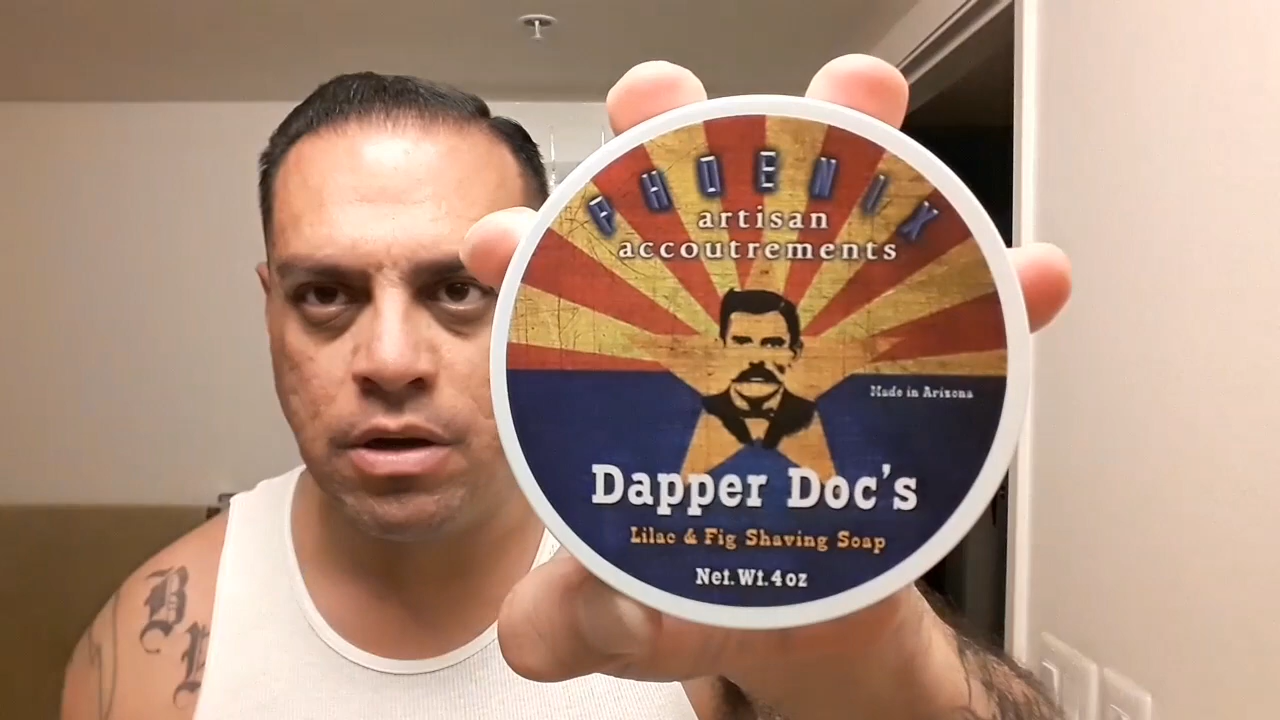 PHOENIX
artisan
accoutrements
Made in Arizona
Dapper Doc's
Lilac & Fig Shaving Soap
Net. Wt. 4 oz
B